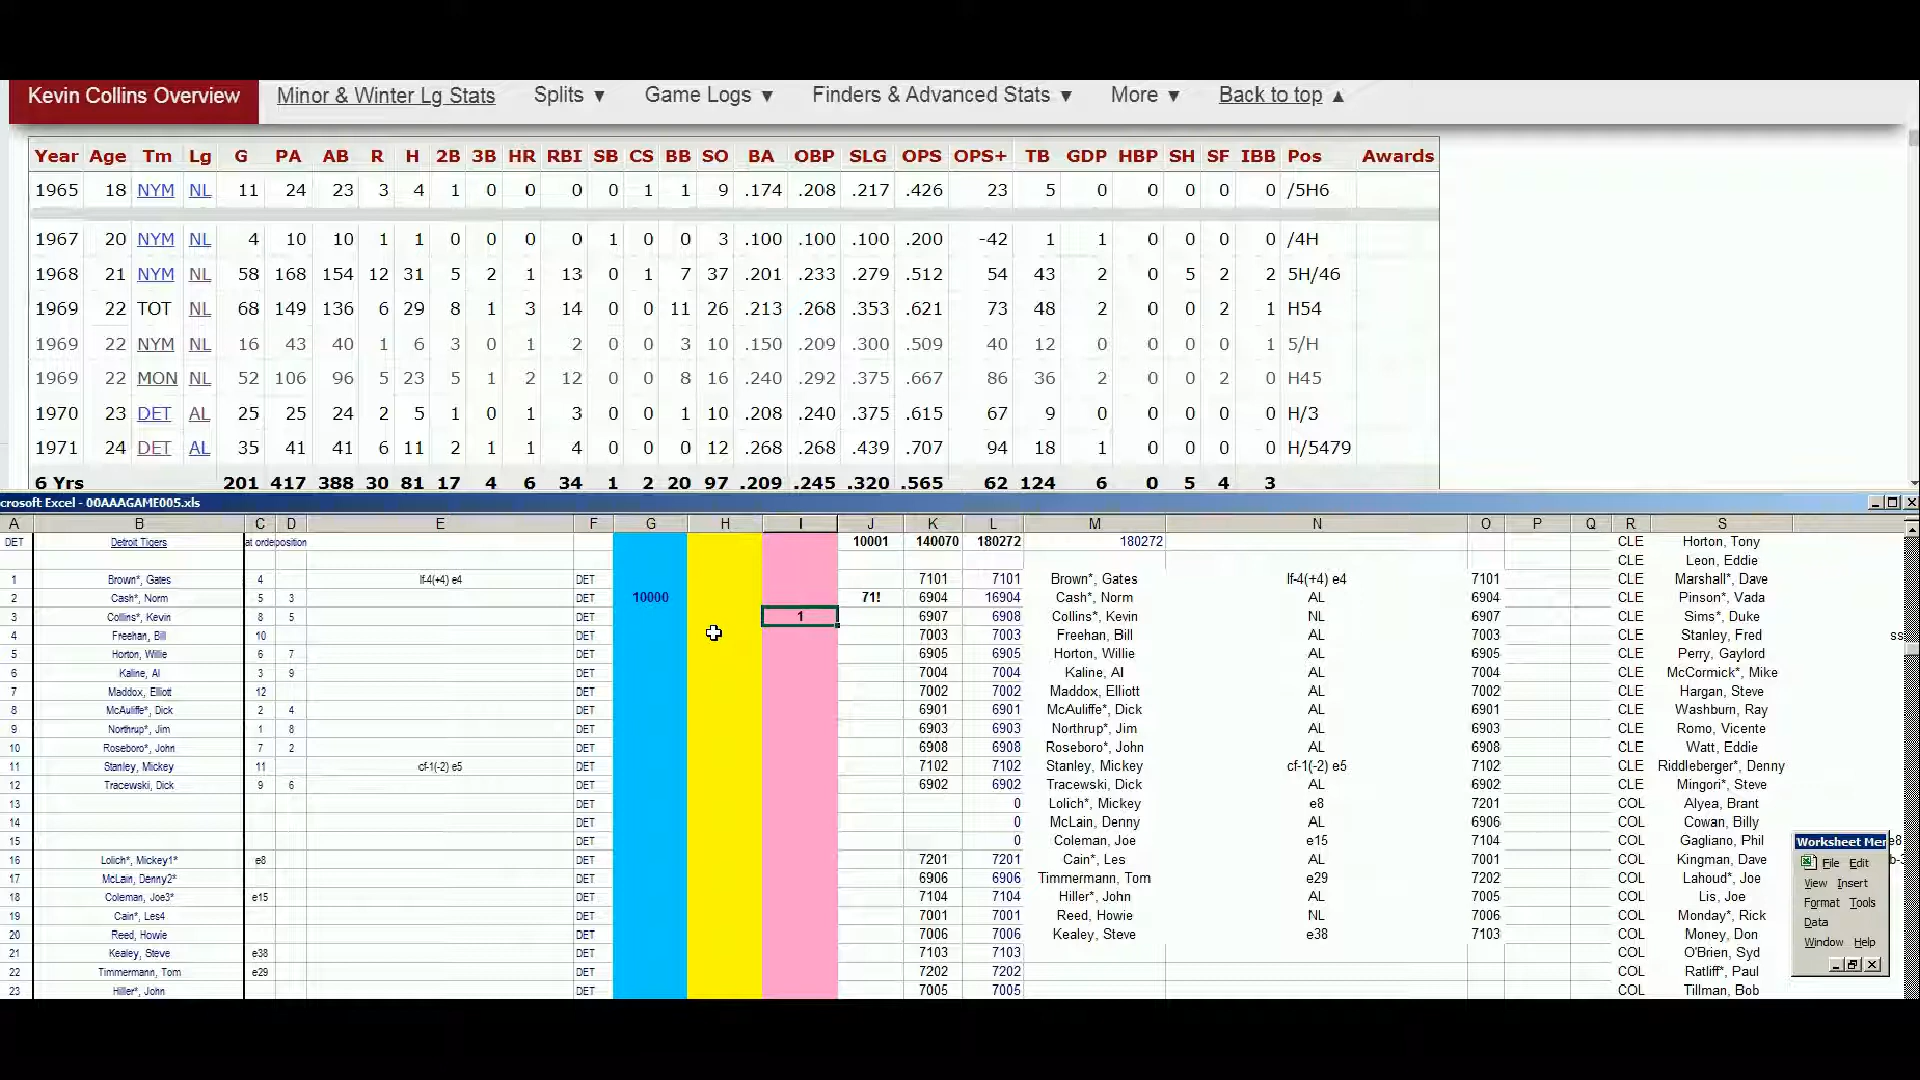 Kevin Collins Overview Minor & Winter Lg Stats Splits ▼ Game Logs ▼ Finders & Advanced Stats ▼ More ▼ Back to top ▲
Year Age Tm Lg G PA AB R H 2B 3B HR RBI SB CS BB SO BA OBP SLG OPS OPS+ TB GDP HBP SH SF IBB Pos Awards
1965 18 NYM NL 11 24 23 3 4 1 0 0 0 0 1 1 9 .174 .208 .217 .426 23 5 0 0 0 0 0 /5H6
1967 20 NYM NL 4 10 10 1 1 0 0 0 0 1 0 0 3 .100 .100 .100 .200 -42 1 1 0 0 0 0 /4H
1968 21 NYM NL 58 168 154 12 31 5 2 1 13 0 1 7 37 .201 .233 .279 .512 54 43 2 0 5 2 2 5H/46
1969 22 TOT NL 68 149 136 6 29 8 1 3 14 0 0 11 26 .213 .268 .353 .621 73 48 2 0 0 2 1 H54
1969 22 NYM NL 16 43 40 1 6 3 0 1 2 0 0 3 10 .150 .209 .300 .509 40 12 0 0 0 0 1 5/H
1969 22 MON NL 52 106 96 5 23 5 1 2 12 0 0 8 16 .240 .292 .375 .667 86 36 2 0 0 2 0 H45
1970 23 DET AL 25 25 24 2 5 1 0 1 3 0 0 1 10 .208 .240 .375 .615 67 9 0 0 0 0 0 H/3
1971 24 DET AL 35 41 41 6 11 2 1 1 4 0 0 0 12 .268 .268 .439 .707 94 18 1 0 0 0 0 H/5479
6 Yrs 201 417 388 30 81 17 4 6 34 1 2 20 97 .209 .245 .320 .565 62 124 6 0 5 4 3
crosoft Excel - 00AAAGAME005.xls
A B C D E F G H I J K L M N O P Q R S
DET Detroit Tigers at orde position 10001 140070 180272 180272 CLE Horton, Tony
CLE Leon, Eddie
1 Brown*, Gates 4 lf-4(+4) e4 DET 7101 7101 Brown*, Gates lf-4(+4) e4 7101 CLE Marshall*, Dave
2 Cash*, Norm 5 3 DET 10000 71! 6904 16904 Cash*, Norm AL 6904 CLE Pinson*, Vada
3 Collins*, Kevin 8 5 DET 1 6907 6908 Collins*, Kevin NL 6907 CLE Sims*, Duke
4 Freehan, Bill 10 DET 7003 7003 Freehan, Bill AL 7003 CLE Stanley, Fred ss
5 Horton, Willie 6 7 DET 6905 6905 Horton, Willie AL 6905 CLE Perry, Gaylord
6 Kaline, Al 3 9 DET 7004 7004 Kaline, Al AL 7004 CLE McCormick*, Mike
7 Maddox, Elliott 12 DET 7002 7002 Maddox, Elliott AL 7002 CLE Hargan, Steve
8 McAuliffe*, Dick 2 4 DET 6901 6901 McAuliffe*, Dick AL 6901 CLE Washburn, Ray
9 Northrup*, Jim 1 8 DET 6903 6903 Northrup*, Jim AL 6903 CLE Romo, Vicente
10 Roseboro*, John 7 2 DET 6908 6908 Roseboro*, John AL 6908 CLE Watt, Eddie
11 Stanley, Mickey 11 cf-1(-2) e5 DET 7102 7102 Stanley, Mickey cf-1(-2) e5 7102 CLE Riddleberger*, Denny
12 Tracewski, Dick 9 6 DET 6902 6902 Tracewski, Dick AL 6902 CLE Mingori*, Steve
13 DET 0 Lolich*, Mickey e8 7201 COL Alyea, Brant
14 DET 0 McLain, Denny AL 6906 COL Cowan, Billy
15 DET 0 Coleman, Joe e15 7104 COL Gagliano, Phil e8
16 Lolich*, Mickey1* e8 DET 7201 7201 Cain*, Les AL 7001 COL Kingman, Dave b-3
17 McLain, Denny2* DET 6906 6906 Timmermann, Tom e29 7202 COL Lahoud*, Joe
18 Coleman, Joe3* e15 DET 7104 7104 Hiller*, John AL 7005 COL Lis, Joe
19 Cain*, Les4 DET 7001 7001 Reed, Howie NL 7006 COL Monday*, Rick
20 Reed, Howie DET 7006 7006 Kealey, Steve e38 7103 COL Money, Don
21 Kealey, Steve e38 DET 7103 7103 COL O'Brien, Syd
22 Timmermann, Tom e29 DET 7202 7202 COL Ratliff*, Paul
23 Hiller*, John DET 7005 7005 COL Tillman, Bob
Worksheet Mer
File Edit
View Insert
Format Tools
Data
Window Help